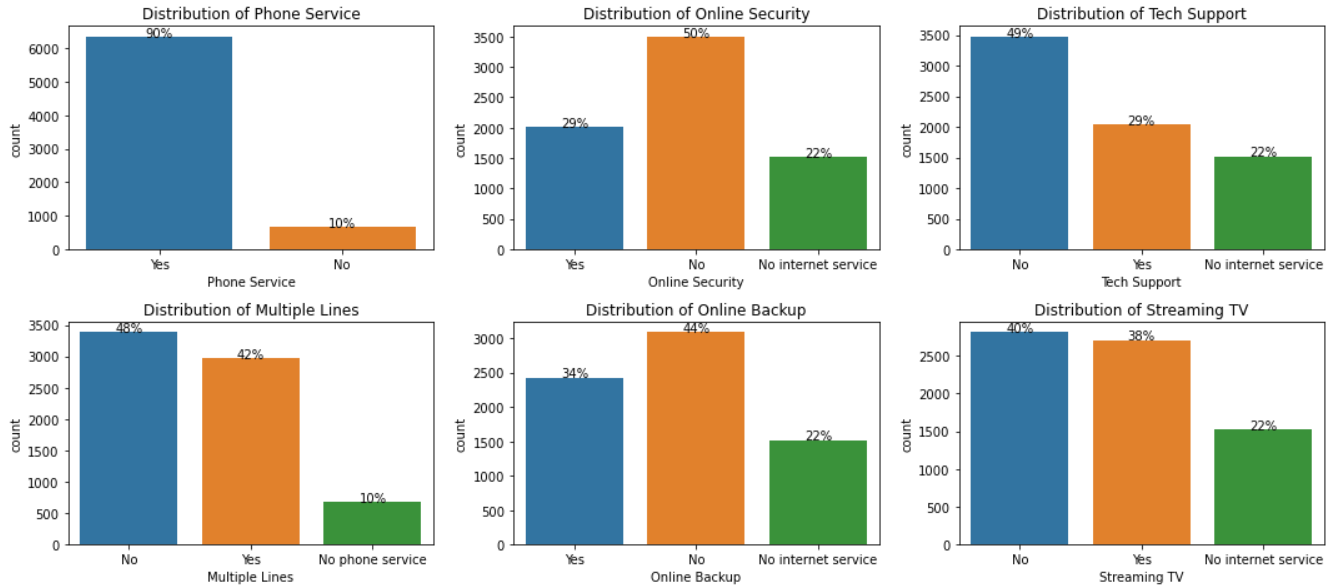 Distribution of Phone Service
90%
10%
6000
5000
4000
3000
2000
1000
0
count
Yes
No
Phone Service
Distribution of Online Security
29%
50%
22%
3500
3000
2500
2000
1500
1000
500
0
count
Yes
No
No internet service
Online Security
Distribution of Tech Support
49%
29%
22%
3500
3000
2500
2000
1500
1000
500
0
count
No
Yes
No internet service
Tech Support
Distribution of Multiple Lines
48%
42%
10%
3500
3000
2500
2000
1500
1000
500
0
count
No
Yes
No phone service
Multiple Lines
Distribution of Online Backup
34%
44%
22%
3000
2500
2000
1500
1000
500
0
count
Yes
No
No internet service
Online Backup
Distribution of Streaming TV
40%
38%
22%
2500
2000
1500
1000
500
0
count
No
Yes
No internet service
Streaming TV